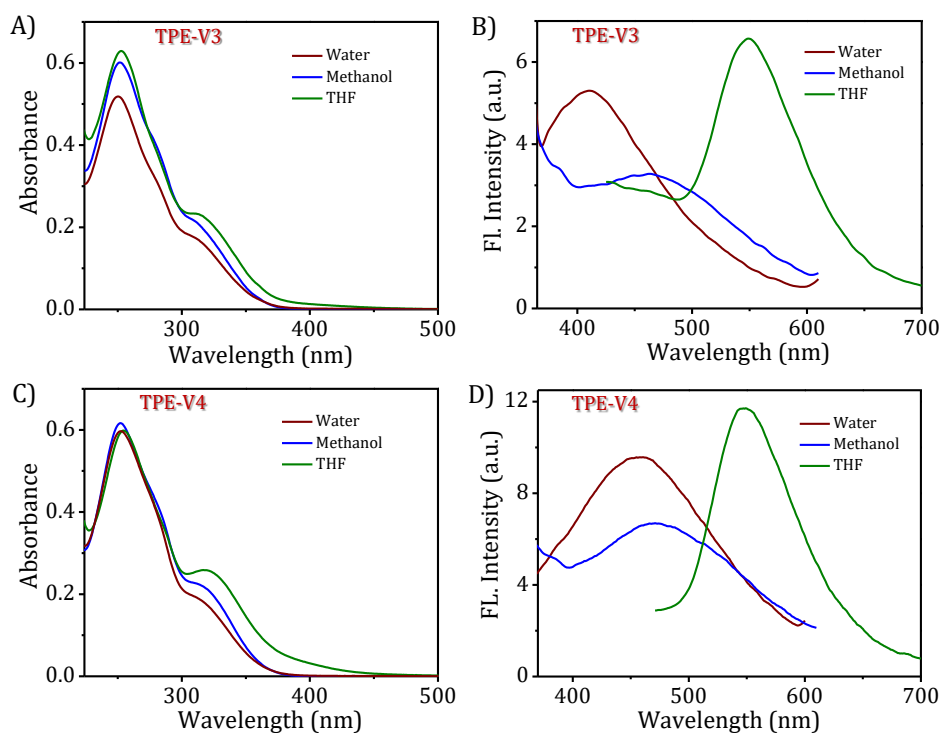 A)
TPE-V3
Water
Methanol
THF
Absorbance
0.6
0.4
0.2
0.0
300
400
500
Wavelength (nm)
B)
TPE-V3
Water
Methanol
THF
Fl. Intensity (a.u.)
6
4
2
0
400
500
600
700
Wavelength (nm)
C)
TPE-V4
Water
Methanol
THF
Absorbance
0.6
0.4
0.2
0.0
300
400
500
Wavelength (nm)
D)
TPE-V4
Water
Methanol
THF
FL. Intensity (a.u.)
12
8
4
0
400
500
600
700
Wavelength (nm)